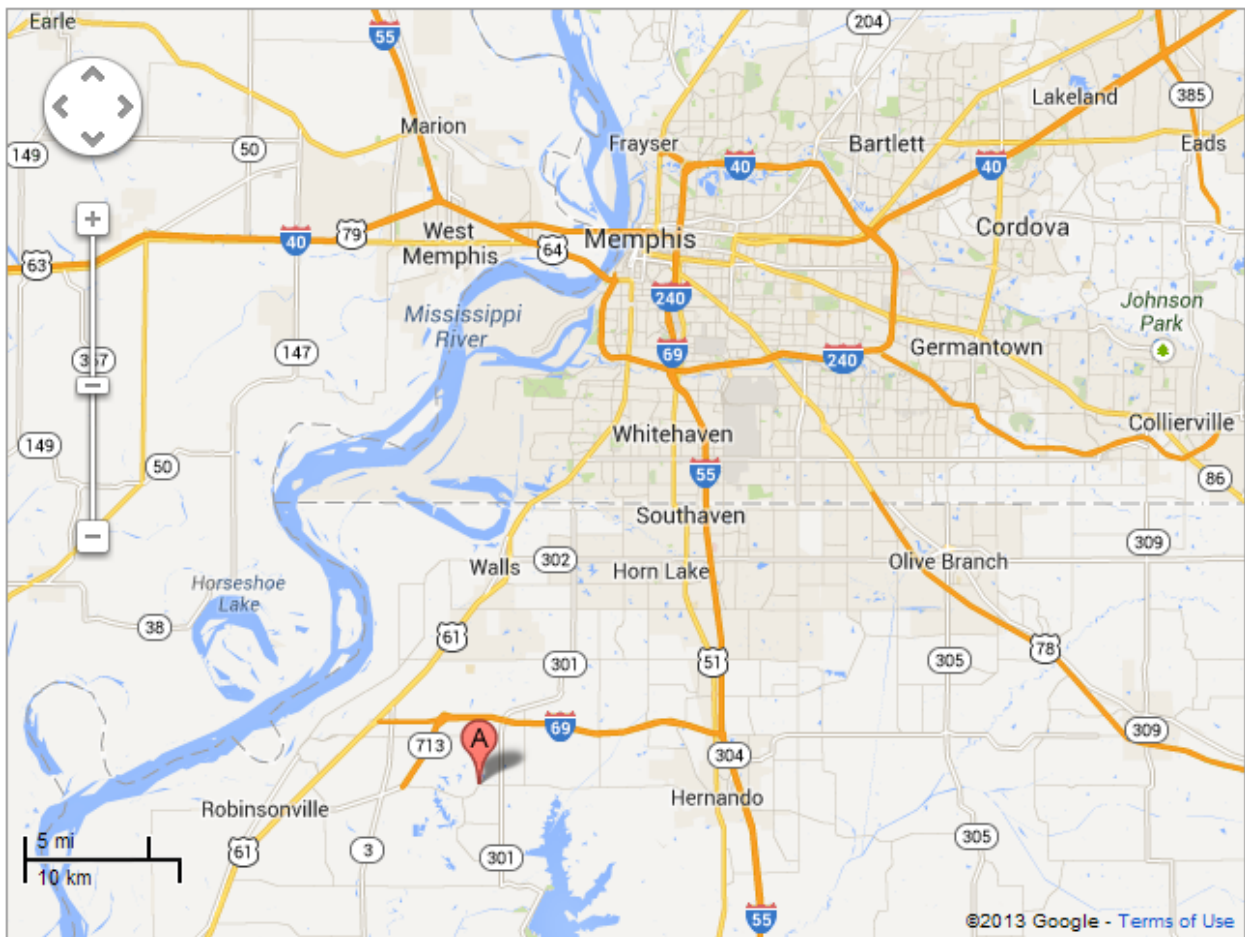 Earle
55
204
Lakeland
385
Marion
149
50
Frayser
40
Bartlett
40
Eads
+
79
40
63
West
Memphis
64
Memphis
Cordova
240
Mississippi
River
Johnson
Park
147
69
240
Germantown
149
Whitehaven
Collierville
50
55
86
Southaven
−
302
Walls
Horn Lake
Olive Branch
309
Horseshoe
Lake
38
61
301
51
305
78
713
A
69
304
309
Robinsonville
Hernando
5 mi
61
3
301
305
10 km
55
©2013 Google - Terms of Use